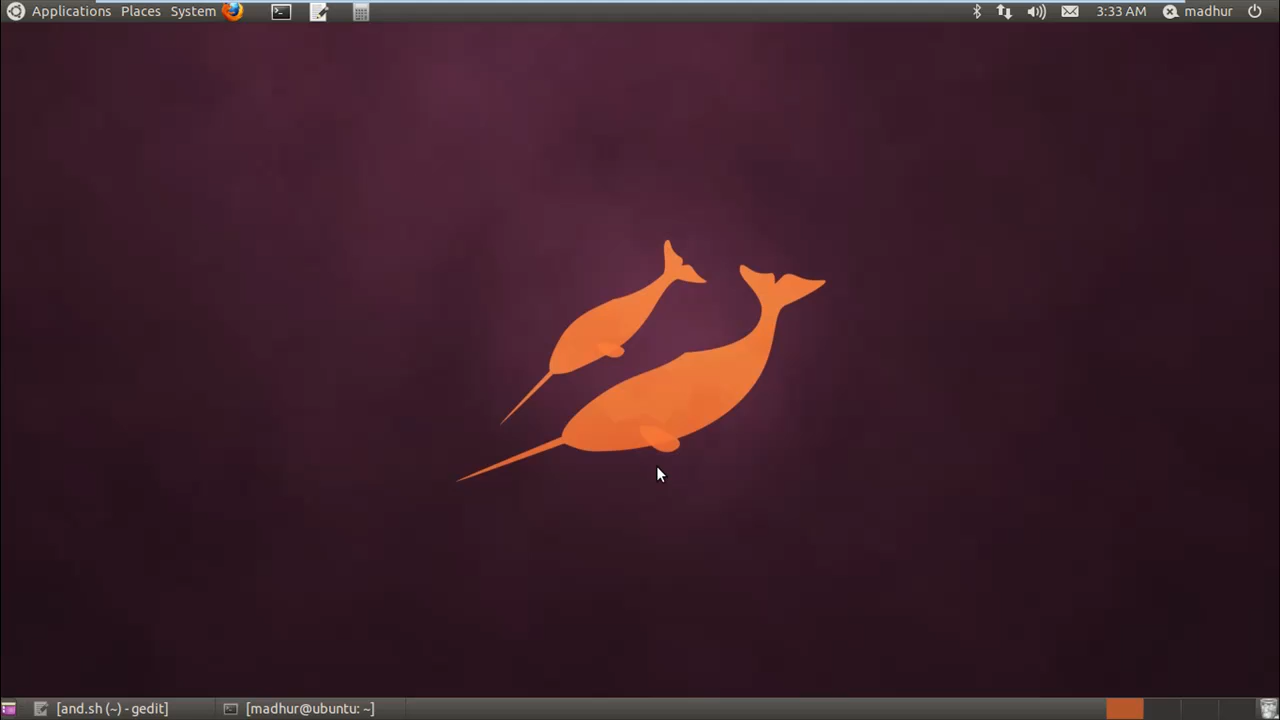 Applications Places System 3:33 AM madhur
[and.sh (~) - gedit] [madhur@ubuntu: ~]